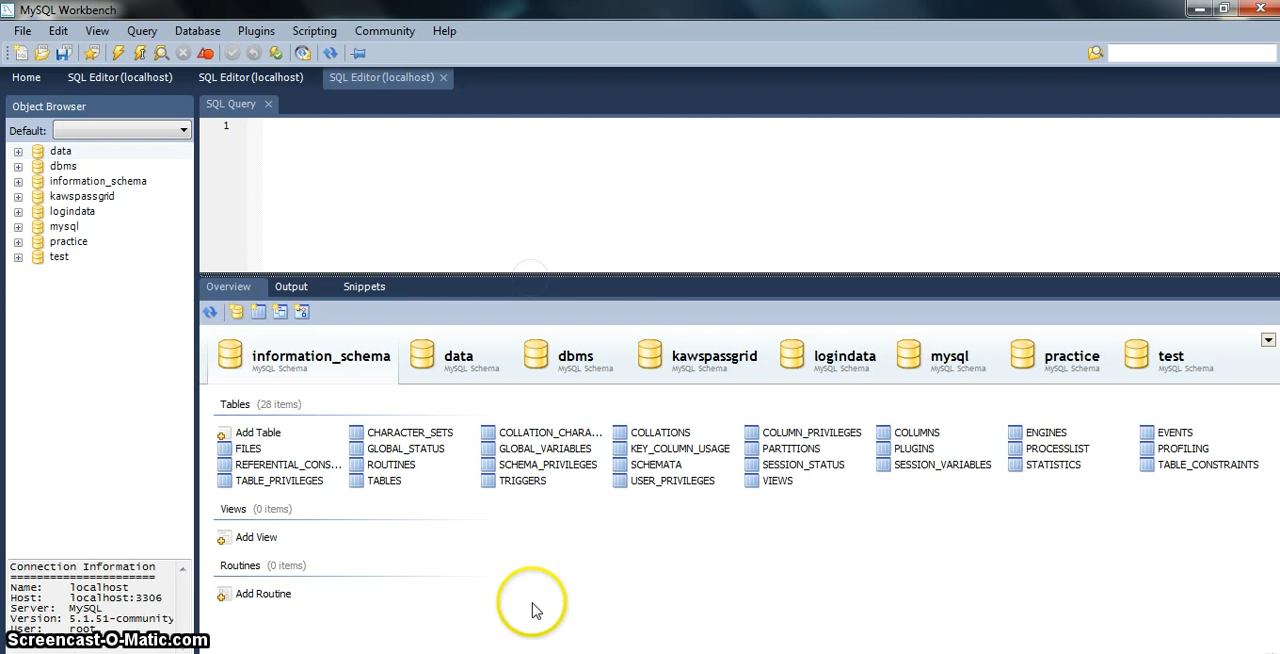 MySQL Workbench
File Edit View Query Database Plugins Scripting Community Help
Home SQL Editor (localhost) SQL Editor (localhost) SQL Editor (localhost)
Object Browser
SQL Query
Default:
1
data
dbms
information_schema
kawspassgrid
logindata
mysql
practice
test
Overview Output Snippets
information_schema data dbms kawspassgrid logindata mysql practice test
MySQL Schema MySQL Schema MySQL Schema MySQL Schema MySQL Schema MySQL Schema MySQL Schema MySQL Schema
Tables (28 items)
Add Table CHARACTER_SETS COLLATION_CHARA... COLLATIONS COLUMN_PRIVILEGES COLUMNS ENGINES EVENTS
FILES GLOBAL_STATUS GLOBAL_VARIABLES KEY_COLUMN_USAGE PARTITIONS PLUGINS PROCESSLIST PROFILING
REFERENTIAL_CONS... ROUTINES SCHEMA_PRIVILEGES SCHEMATA SESSION_STATUS SESSION_VARIABLES STATISTICS TABLE_CONSTRAINTS
TABLE_PRIVILEGES TABLES TRIGGERS USER_PRIVILEGES VIEWS
Views (0 items)
Add View
Routines (0 items)
Add Routine
Connection Information
Name: localhost
Host: localhost:3306
Server: MySQL
Version: 5.1.51-community
User: root
Screencast-O-Matic.com